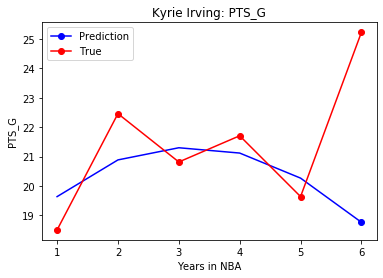 Kyrie Irving: PTS_G
Prediction
True
25
24
23
22
21
20
19
PTS_G
1 2 3 4 5 6
Years in NBA